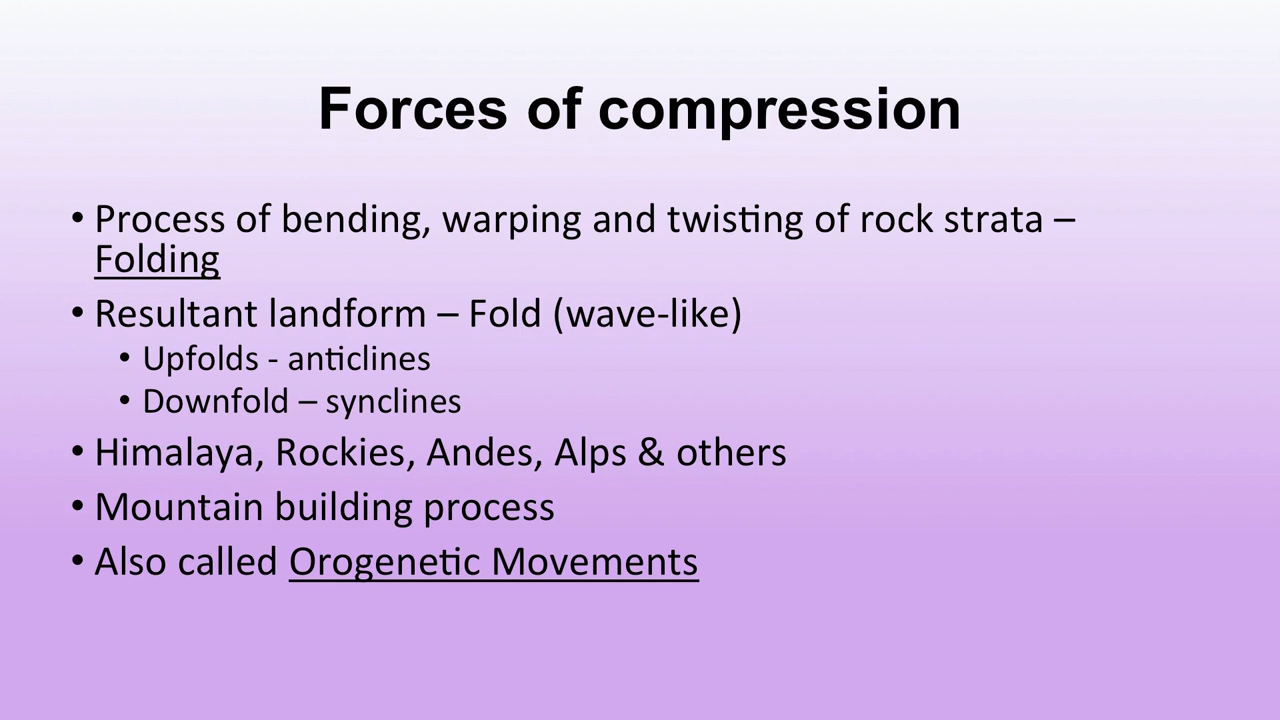 Forces of compression
• Process of bending, warping and twisting of rock strata –
Folding
• Resultant landform – Fold (wave-like)
• Upfolds - anticlines
• Downfold – synclines
• Himalaya, Rockies, Andes, Alps & others
• Mountain building process
• Also called Orogenetic Movements